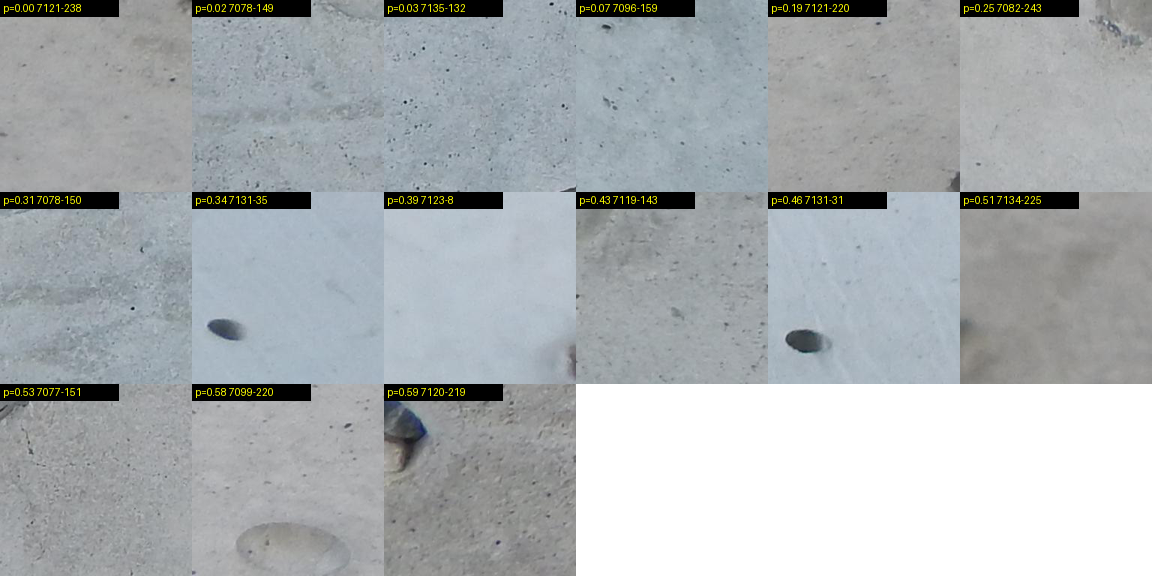 p=0.00 7121-238
p=0.02 7078-149
p=0.03 7135-132
p=0.07 7096-159
p=0.19 7121-220
p=0.25 7082-243
p=0.31 7078-150
p=0.34 7131-35
p=0.39 7123-8
p=0.43 7119-143
p=0.46 7131-31
p=0.51 7134-225
p=0.53 7077-151
p=0.58 7099-220
p=0.59 7120-219